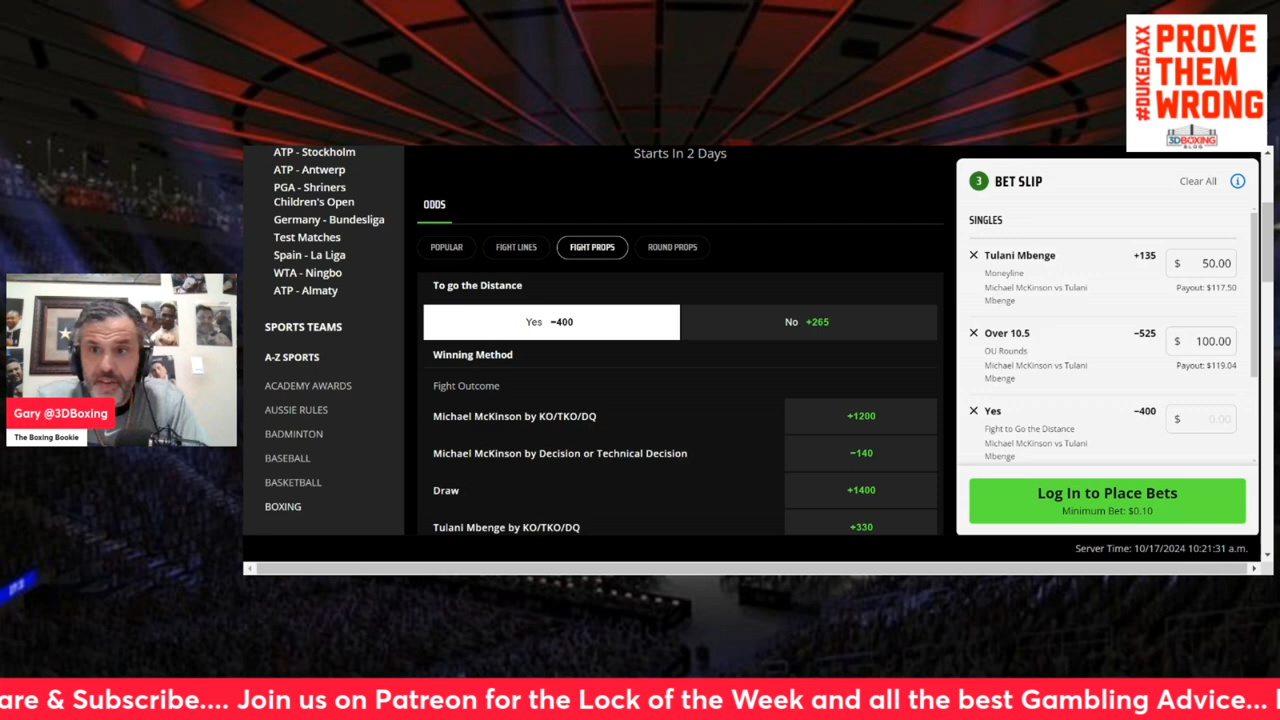 #DUKEDAXX
PROVE
THEM
WRONG
3DBOXING
BLOG
ATP - Stockholm
ATP - Antwerp
PGA - Shriners
Children's Open
Germany - Bundesliga
Test Matches
Spain - La Liga
WTA - Ningbo
ATP - Almaty
SPORTS TEAMS
A-Z SPORTS
ACADEMY AWARDS
AUSSIE RULES
BADMINTON
BASEBALL
BASKETBALL
BOXING
Starts In 2 Days
ODDS
POPULAR
FIGHT LINES
FIGHT PROPS
ROUND PROPS
To go the Distance
Yes −400
No +265
Winning Method
Fight Outcome
Michael McKinson by KO/TKO/DQ +1200
Michael McKinson by Decision or Technical Decision −140
Draw +1400
Tulani Mbenge by KO/TKO/DQ +330
3 BET SLIP Clear All
SINGLES
Tulani Mbenge +135 $ 50.00
Moneyline
Michael McKinson vs Tulani Payout: $117.50
Mbenge
Over 10.5 −525 $ 100.00
OU Rounds
Michael McKinson vs Tulani Payout: $119.04
Mbenge
Yes −400 $ 0.00
Fight to Go the Distance
Michael McKinson vs Tulani
Mbenge
Log In to Place Bets
Minimum Bet: $0.10
Server Time: 10/17/2024 10:21:31 a.m.
Gary @3DBoxing
The Boxing Bookie
are & Subscribe.... Join us on Patreon for the Lock of the Week and all the best Gambling Advice...